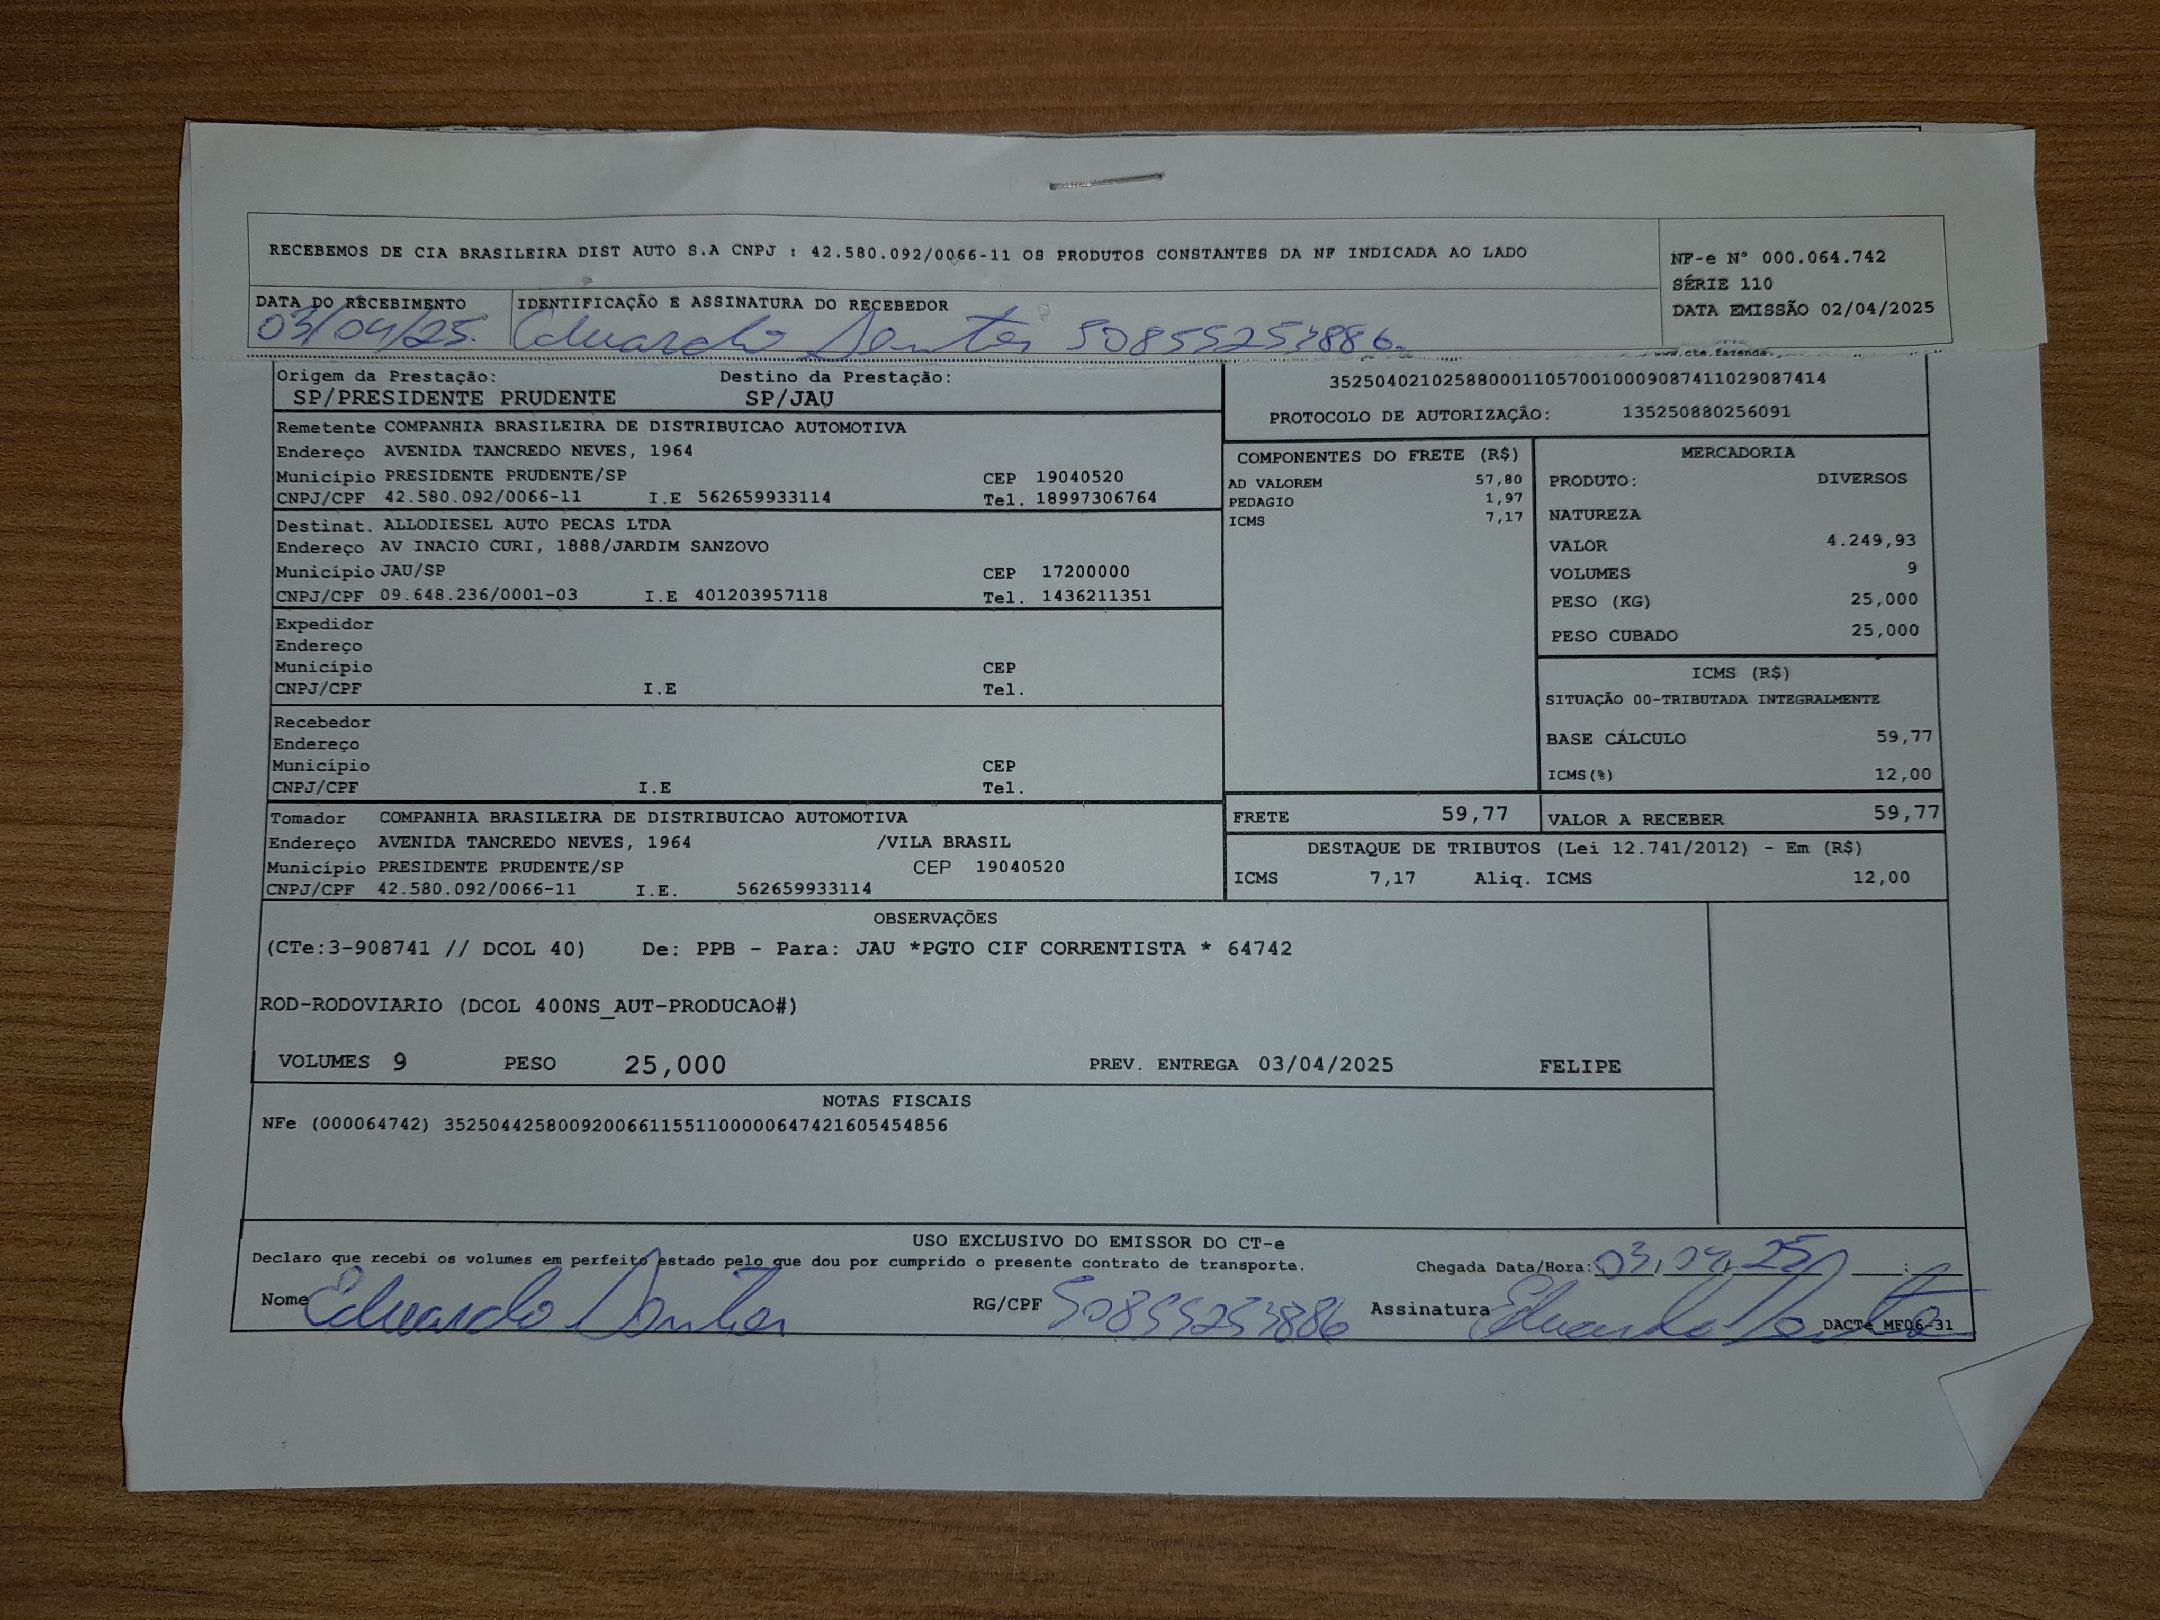 RECEBEMOS DE CIA BRASILEIRA DIST AUTO S.A CNPJ : 42.580.092/0066-11 OS PRODUTOS CONSTANTES DA NF INDICADA AO LADO
NF-e N° 000.064.742
SÉRIE 110
DATA EMISSÃO 02/04/2025
DATA DO RECEBIMENTO IDENTIFICAÇÃO E ASSINATURA DO RECEBEDOR
03/04/25. Eduardo Santos 50855253886
www.cte.fazenda.
Origem da Prestação: Destino da Prestação:
SP/PRESIDENTE PRUDENTE SP/JAU
35250402102588000110570010009087411029087414
PROTOCOLO DE AUTORIZAÇÃO: 135250880256091
Remetente COMPANHIA BRASILEIRA DE DISTRIBUICAO AUTOMOTIVA
Endereço AVENIDA TANCREDO NEVES, 1964
Município PRESIDENTE PRUDENTE/SP CEP 19040520
CNPJ/CPF 42.580.092/0066-11 I.E 562659933114 Tel. 18997306764
Destinat. ALLODIESEL AUTO PECAS LTDA
Endereço AV INACIO CURI, 1888/JARDIM SANZOVO
Município JAU/SP CEP 17200000
CNPJ/CPF 09.648.236/0001-03 I.E 401203957118 Tel. 1436211351
Expedidor
Endereço
Município CEP
CNPJ/CPF I.E Tel.
Recebedor
Endereço
Município CEP
CNPJ/CPF I.E Tel.
Tomador COMPANHIA BRASILEIRA DE DISTRIBUICAO AUTOMOTIVA
Endereço AVENIDA TANCREDO NEVES, 1964 /VILA BRASIL
Município PRESIDENTE PRUDENTE/SP CEP 19040520
CNPJ/CPF 42.580.092/0066-11 I.E. 562659933114
COMPONENTES DO FRETE (R$)
AD VALOREM 57,80
PEDAGIO 1,97
ICMS 7,17
MERCADORIA
PRODUTO: DIVERSOS
NATUREZA
VALOR 4.249,93
VOLUMES 9
PESO (KG) 25,000
PESO CUBADO 25,000
ICMS (R$)
SITUAÇÃO 00-TRIBUTADA INTEGRALMENTE
BASE CÁLCULO 59,77
ICMS(%) 12,00
FRETE 59,77 VALOR A RECEBER 59,77
DESTAQUE DE TRIBUTOS (Lei 12.741/2012) - Em (R$)
ICMS 7,17 Aliq. ICMS 12,00
OBSERVAÇÕES
(CTe:3-908741 // DCOL 40) De: PPB - Para: JAU *PGTO CIF CORRENTISTA * 64742
ROD-RODOVIARIO (DCOL 400NS_AUT-PRODUCAO#)
VOLUMES 9 PESO 25,000 PREV. ENTREGA 03/04/2025 FELIPE
NOTAS FISCAIS
NFe (000064742) 35250442580092006611551100000647421605454856
USO EXCLUSIVO DO EMISSOR DO CT-e
Declaro que recebi os volumes em perfeito estado pelo que dou por cumprido o presente contrato de transporte. Chegada Data/Hora: 03/04/25 :
Nome Eduardo Santos RG/CPF 50855253886 Assinatura Eduardo Santos
DACTe MF06-31